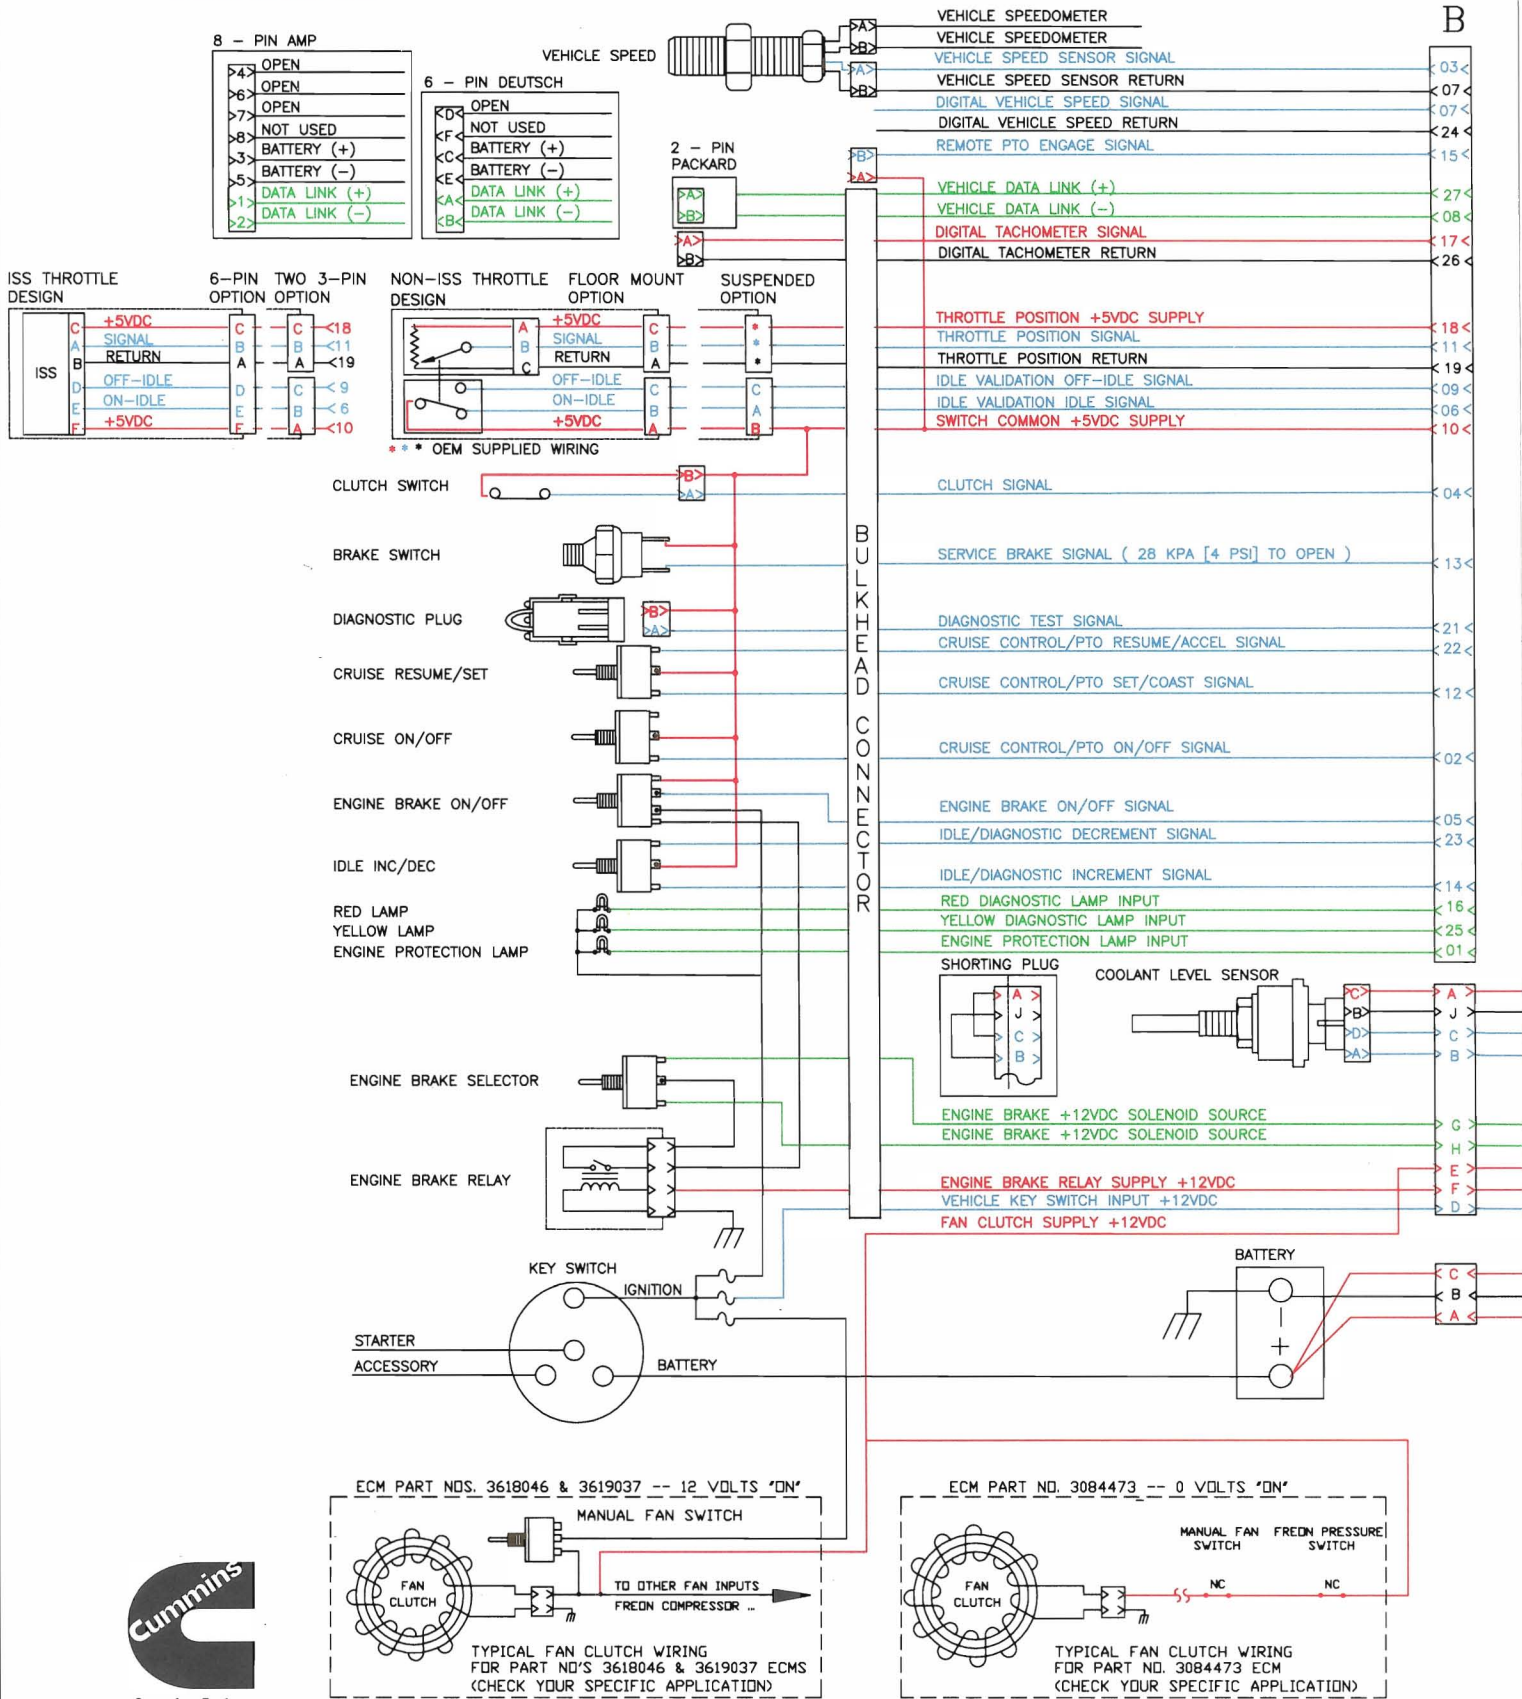 B
8 - PIN AMP
>4> OPEN
>6> OPEN
>7> OPEN
>8> NOT USED
>3> BATTERY (+)
>5> BATTERY (-)
>1> DATA LINK (+)
>2> DATA LINK (-)
6 - PIN DEUTSCH
<D< OPEN
<F< NOT USED
<C< BATTERY (+)
<E< BATTERY (-)
<A< DATA LINK (+)
<B< DATA LINK (-)
VEHICLE SPEED
>A> VEHICLE SPEEDOMETER
>B> VEHICLE SPEEDOMETER
>A> VEHICLE SPEED SENSOR SIGNAL <03<
>B> VEHICLE SPEED SENSOR RETURN <07<
DIGITAL VEHICLE SPEED SIGNAL <07<
DIGITAL VEHICLE SPEED RETURN <24<
>B> REMOTE PTO ENGAGE SIGNAL <15<
>A>
2 - PIN
PACKARD
>A> VEHICLE DATA LINK (+) <27<
>B> VEHICLE DATA LINK (-) <08<
>A> DIGITAL TACHOMETER SIGNAL <17<
>B> DIGITAL TACHOMETER RETURN <26<
ISS THROTTLE
DESIGN
6-PIN
OPTION
TWO 3-PIN
OPTION
ISS
C +5VDC C C <18
A SIGNAL B B <11
B RETURN A A <19
D OFF-IDLE D C <9
E ON-IDLE E B <6
F +5VDC F A <10
NON-ISS THROTTLE
DESIGN
FLOOR MOUNT
OPTION
SUSPENDED
OPTION
A +5VDC C *
B SIGNAL B *
C RETURN A *
OFF-IDLE C C
ON-IDLE B A
+5VDC A B
* * * OEM SUPPLIED WIRING
THROTTLE POSITION +5VDC SUPPLY <18<
THROTTLE POSITION SIGNAL <11<
THROTTLE POSITION RETURN <19<
IDLE VALIDATION OFF-IDLE SIGNAL <09<
IDLE VALIDATION IDLE SIGNAL <06<
SWITCH COMMON +5VDC SUPPLY <10<
CLUTCH SWITCH
>B>
>A>
CLUTCH SIGNAL <04<
BRAKE SWITCH
SERVICE BRAKE SIGNAL ( 28 KPA [4 PSI] TO OPEN ) <13<
DIAGNOSTIC PLUG
>B>
>A>
DIAGNOSTIC TEST SIGNAL <21<
CRUISE CONTROL/PTO RESUME/ACCEL SIGNAL <22<
CRUISE RESUME/SET
CRUISE CONTROL/PTO SET/COAST SIGNAL <12<
CRUISE ON/OFF
CRUISE CONTROL/PTO ON/OFF SIGNAL <02<
ENGINE BRAKE ON/OFF
ENGINE BRAKE ON/OFF SIGNAL <05<
IDLE/DIAGNOSTIC DECREMENT SIGNAL <23<
IDLE INC/DEC
IDLE/DIAGNOSTIC INCREMENT SIGNAL <14<
RED LAMP
RED DIAGNOSTIC LAMP INPUT <16<
YELLOW LAMP
YELLOW DIAGNOSTIC LAMP INPUT <25<
ENGINE PROTECTION LAMP
ENGINE PROTECTION LAMP INPUT <01<
BULKHEAD CONNECTOR
SHORTING PLUG
> A >
> J >
> C >
> B >
COOLANT LEVEL SENSOR
>C> > A >
>B> > J >
>D> > C >
>A> > B >
ENGINE BRAKE SELECTOR
ENGINE BRAKE +12VDC SOLENOID SOURCE > G >
ENGINE BRAKE +12VDC SOLENOID SOURCE > H >
> E >
ENGINE BRAKE RELAY
ENGINE BRAKE RELAY SUPPLY +12VDC > F >
VEHICLE KEY SWITCH INPUT +12VDC > D >
FAN CLUTCH SUPPLY +12VDC
KEY SWITCH
IGNITION
STARTER
ACCESSORY
BATTERY
BATTERY
-
+
< C <
< B <
< A <
ECM PART NOS. 3618046 & 3619037 -- 12 VOLTS "ON"
MANUAL FAN SWITCH
FAN
CLUTCH
TO OTHER FAN INPUTS
FREON COMPRESSOR ...
TYPICAL FAN CLUTCH WIRING
FOR PART NO'S 3618046 & 3619037 ECMS
(CHECK YOUR SPECIFIC APPLICATION)
ECM PART NO. 3084473 -- 0 VOLTS "ON"
MANUAL FAN
SWITCH
FREON PRESSURE
SWITCH
FAN
CLUTCH
NC
NC
TYPICAL FAN CLUTCH WIRING
FOR PART NO. 3084473 ECM
(CHECK YOUR SPECIFIC APPLICATION)
Cummins